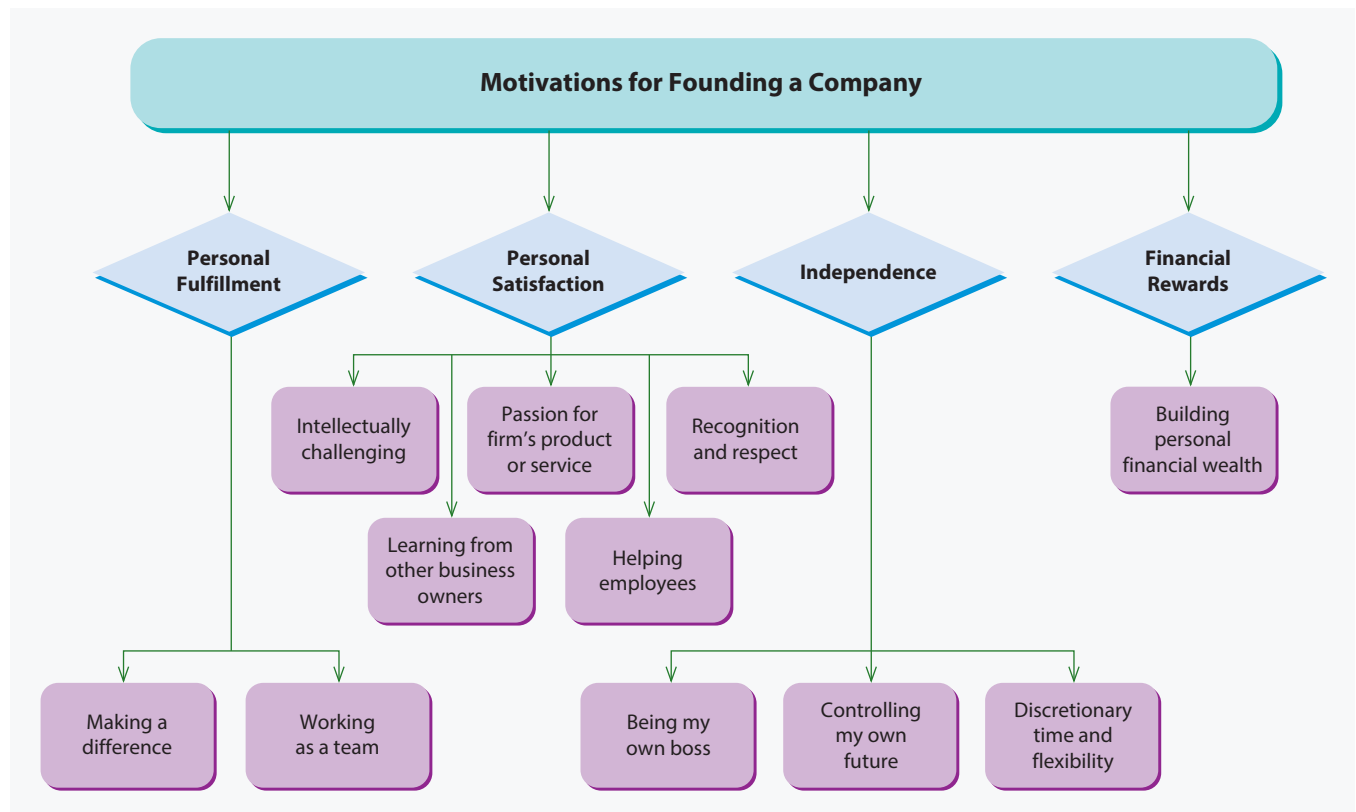 Motivations for Founding a Company
Personal
Fulfillment
Personal
Satisfaction
Independence
Financial
Rewards
Intellectually
challenging
Passion for
firm’s product
or service
Recognition
and respect
Building
personal
financial wealth
Learning from
other business
owners
Helping
employees
Making a
difference
Working
as a team
Being my
own boss
Controlling
my own
future
Discretionary
time and
flexibility